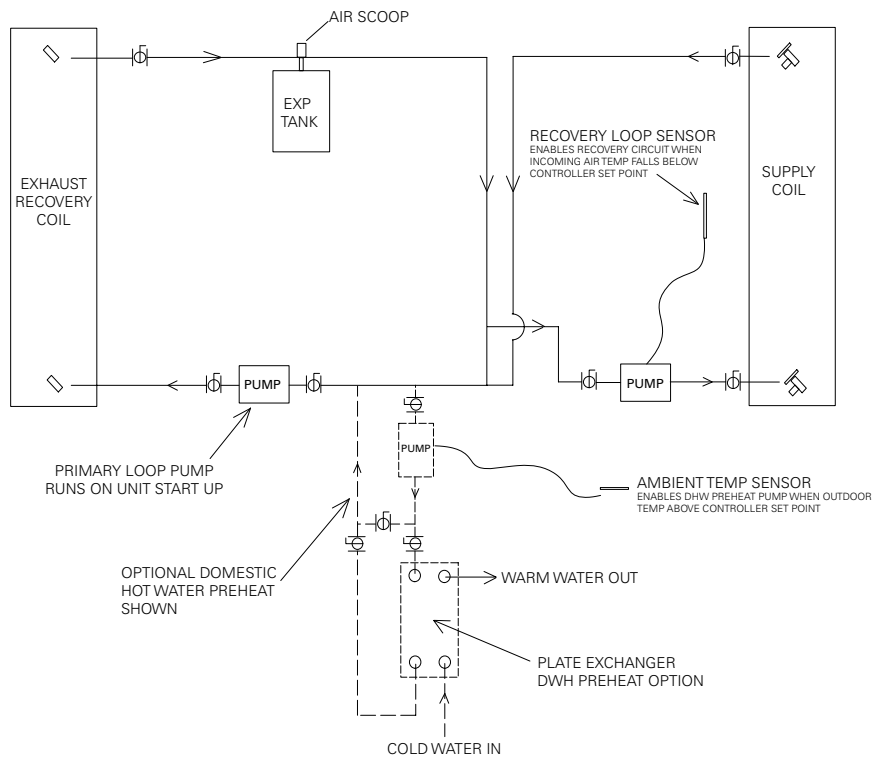 AIR SCOOP
EXP
TANK
EXHAUST
RECOVERY
COIL
RECOVERY LOOP SENSOR
ENABLES RECOVERY CIRCUIT WHEN
INCOMING AIR TEMP FALLS BELOW
CONTROLLER SET POINT
SUPPLY
COIL
PUMP
PUMP
PRIMARY LOOP PUMP
RUNS ON UNIT START UP
PUMP
AMBIENT TEMP SENSOR
ENABLES DHW PREHEAT PUMP WHEN OUTDOOR
TEMP ABOVE CONTROLLER SET POINT
OPTIONAL DOMESTIC
HOT WATER PREHEAT
SHOWN
WARM WATER OUT
PLATE EXCHANGER
DWH PREHEAT OPTION
COLD WATER IN